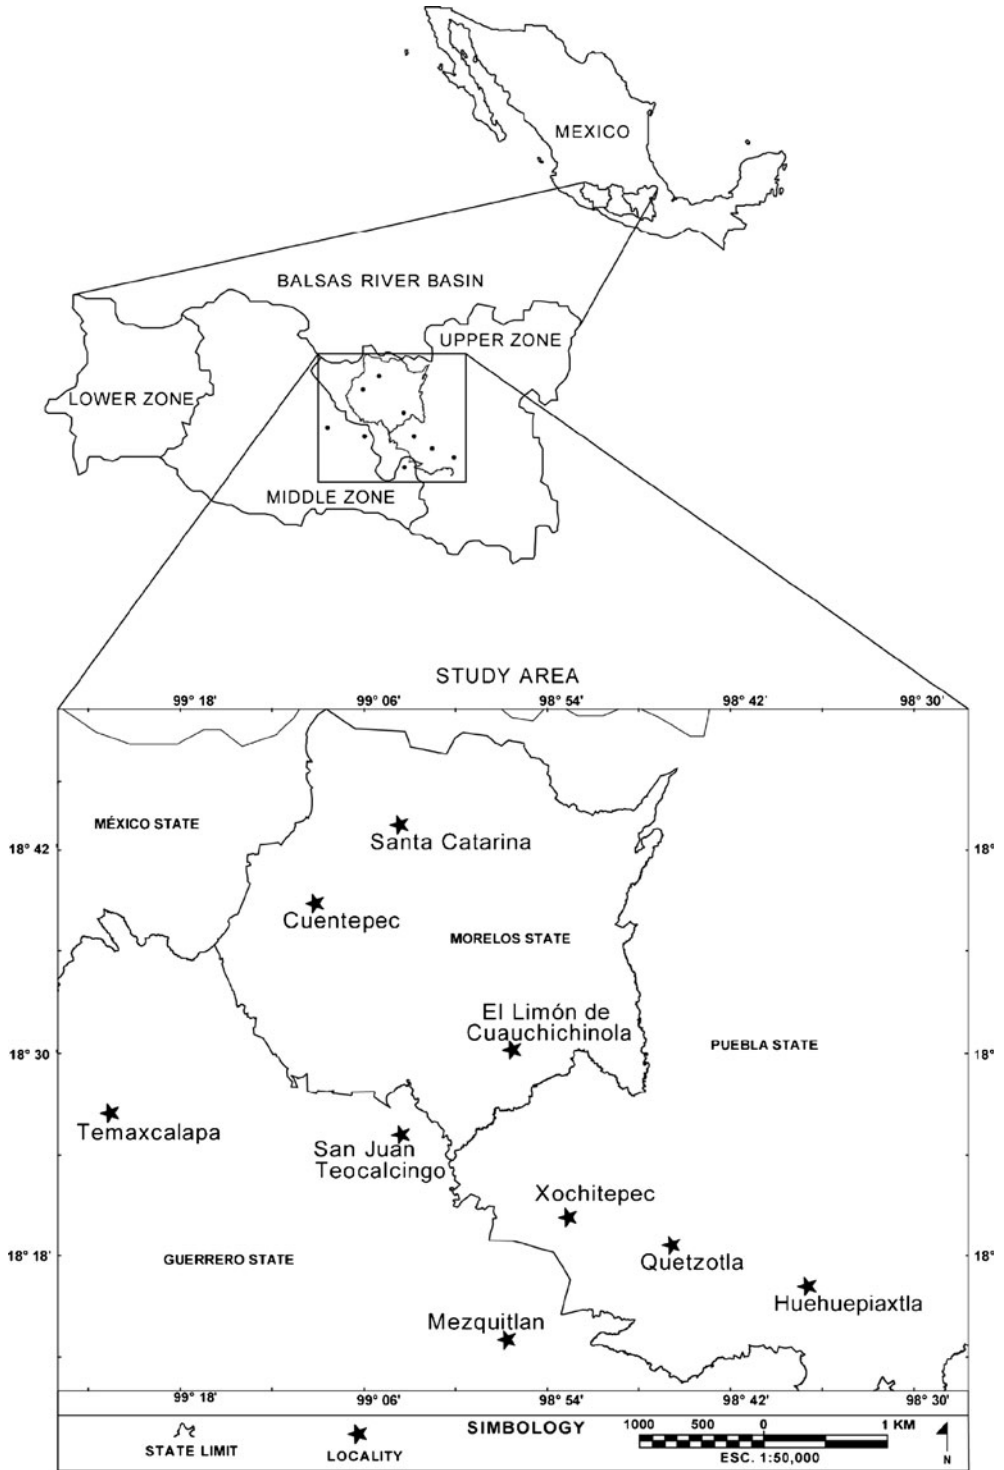 MEXICO
BALSAS RIVER BASIN
UPPER ZONE
LOWER ZONE
MIDDLE ZONE
STUDY AREA
99° 18'
99° 06'
98° 54'
98° 42'
98° 30'
MÉXICO STATE
Santa Catarina
18° 42'
18°
Cuentepec
MORELOS STATE
El Limón de
Cuauchichinola
18° 30
18°
PUEBLA STATE
Temaxcalapa
San Juan
Teocalcingo
Xochitepec
18° 18'
18°
GUERRERO STATE
Quetzotla
Huehuepiaxtla
Mezquitlan
99° 18'
99° 06'
98° 54'
98° 42'
98° 30'
SIMBOLOGY
STATE LIMIT
LOCALITY
1000 500 0 1 KM
ESC. 1:50,000
N